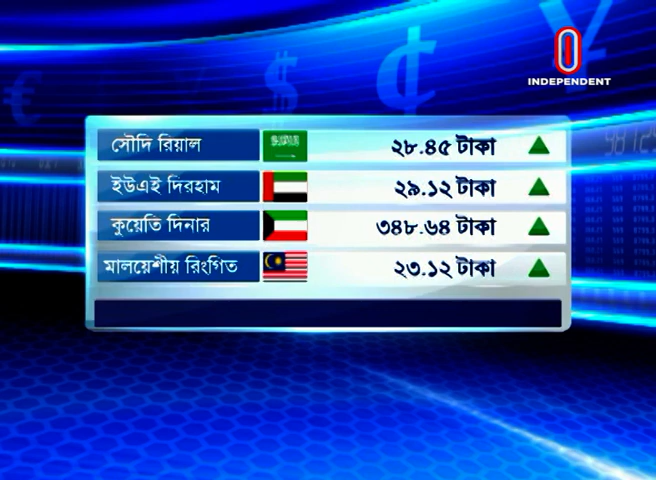 INDEPENDENT
সৌদি রিয়াল ২৮.৪৫ টাকা
ইউএই দিরহাম ২৯.১২ টাকা
কুয়েতি দিনার ৩৪৮.৬৪ টাকা
মালয়েশীয় রিংগিত ২৩.১২ টাকা